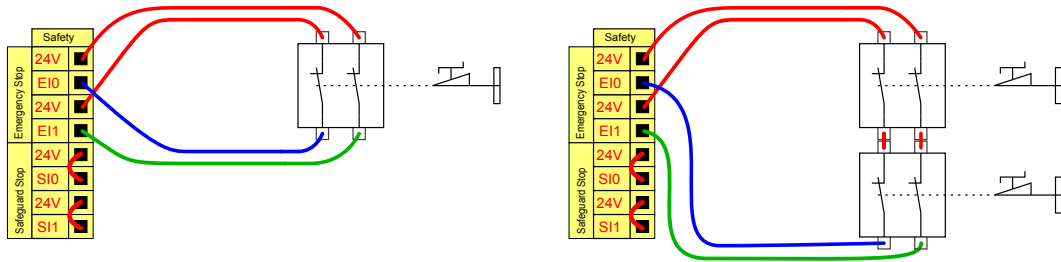 Safety
Emergency Stop
24V
EI0
24V
EI1
Safeguard Stop
24V
SI0
24V
SI1
Safety
Emergency Stop
24V
EI0
24V
EI1
Safeguard Stop
24V
SI0
24V
SI1